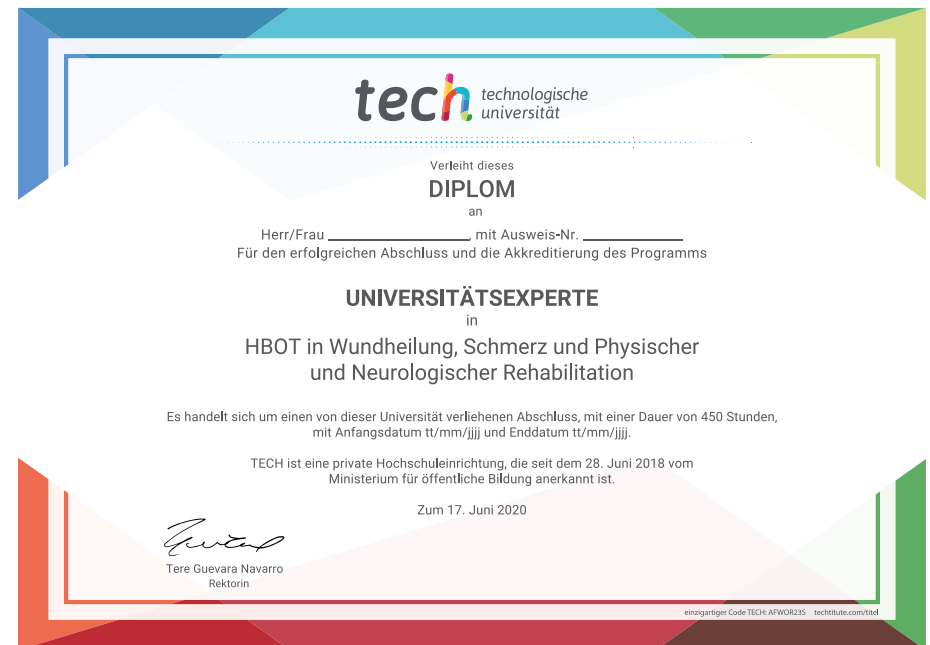 tech technologische
universität
Verleiht dieses
DIPLOM
an
Herr/Frau ____________________, mit Ausweis-Nr. ______________
Für den erfolgreichen Abschluss und die Akkreditierung des Programms
UNIVERSITÄTSEXPERTE
in
HBOT in Wundheilung, Schmerz und Physischer
und Neurologischer Rehabilitation
Es handelt sich um einen von dieser Universität verliehenen Abschluss, mit einer Dauer von 450 Stunden,
mit Anfangsdatum tt/mm/jjjj und Enddatum tt/mm/jjjj.
TECH ist eine private Hochschuleinrichtung, die seit dem 28. Juni 2018 vom
Ministerium für öffentliche Bildung anerkannt ist.
Zum 17. Juni 2020
Tere Guevara Navarro
Rektorin
einzigartiger Code TECH: AFWOR23S techtitute.com/titel